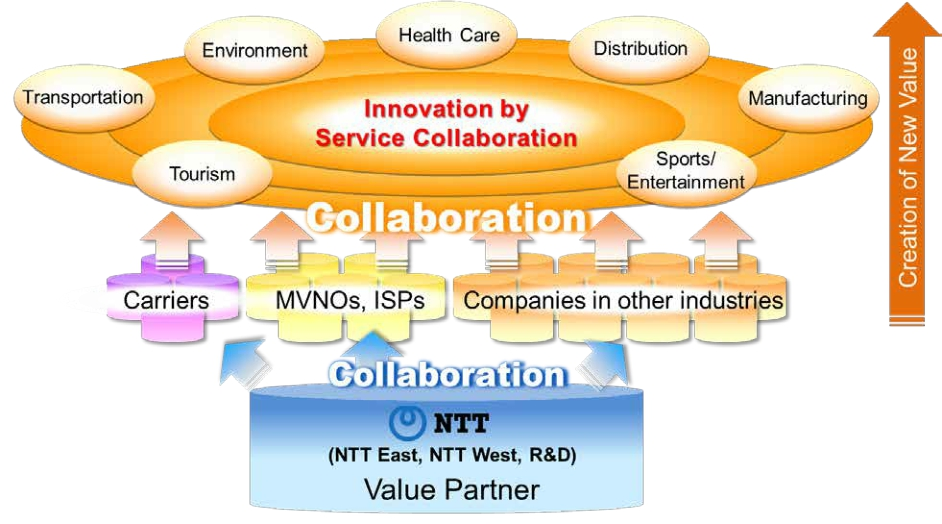 Health Care
Environment
Distribution
Transportation
Manufacturing
Innovation by
Service Collaboration
Tourism
Sports/
Entertainment
Collaboration
Creation of New Value
Carriers
MVNOs, ISPs
Companies in other industries
Collaboration
NTT
(NTT East, NTT West, R&D)
Value Partner